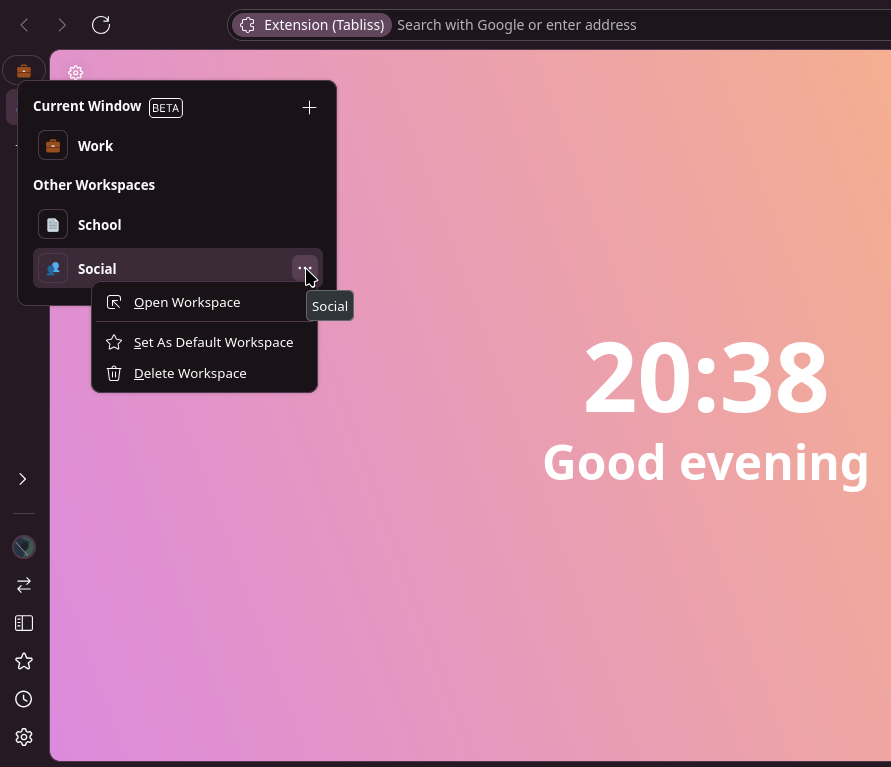 Extension (Tabliss) Search with Google or enter address
Current Window BETA
Work
Other Workspaces
School
Social
Open Workspace
Social
Set As Default Workspace
Delete Workspace
20:38
Good evening